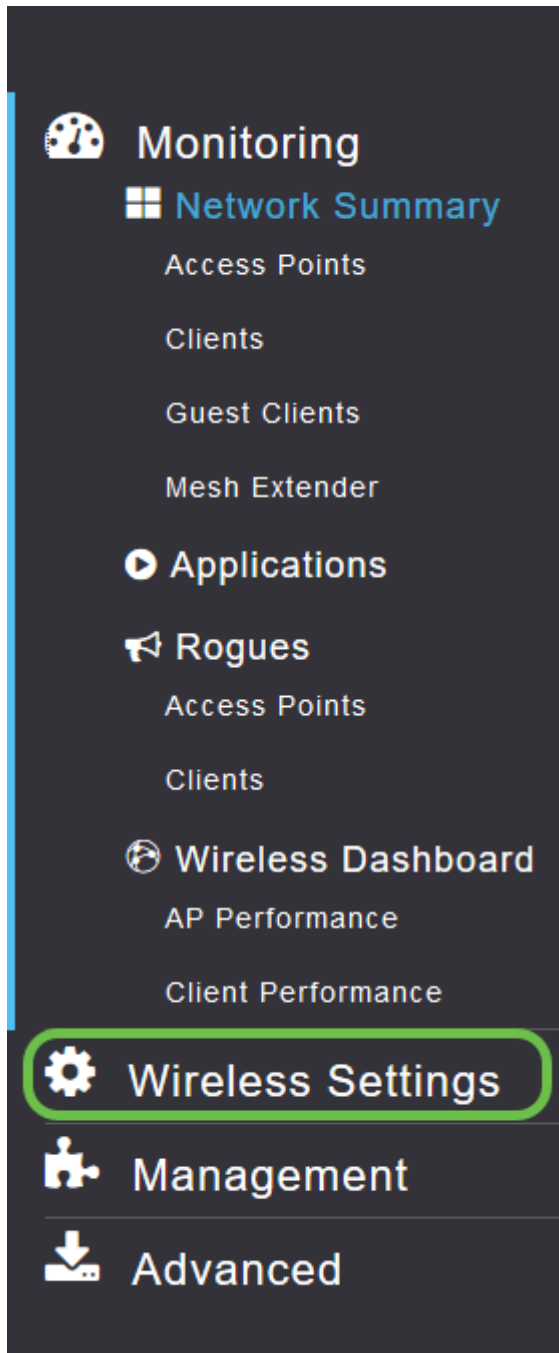 Monitoring
Network Summary
Access Points
Clients
Guest Clients
Mesh Extender
Applications
Rogues
Access Points
Clients
Wireless Dashboard
AP Performance
Client Performance
Wireless Settings
Management
Advanced